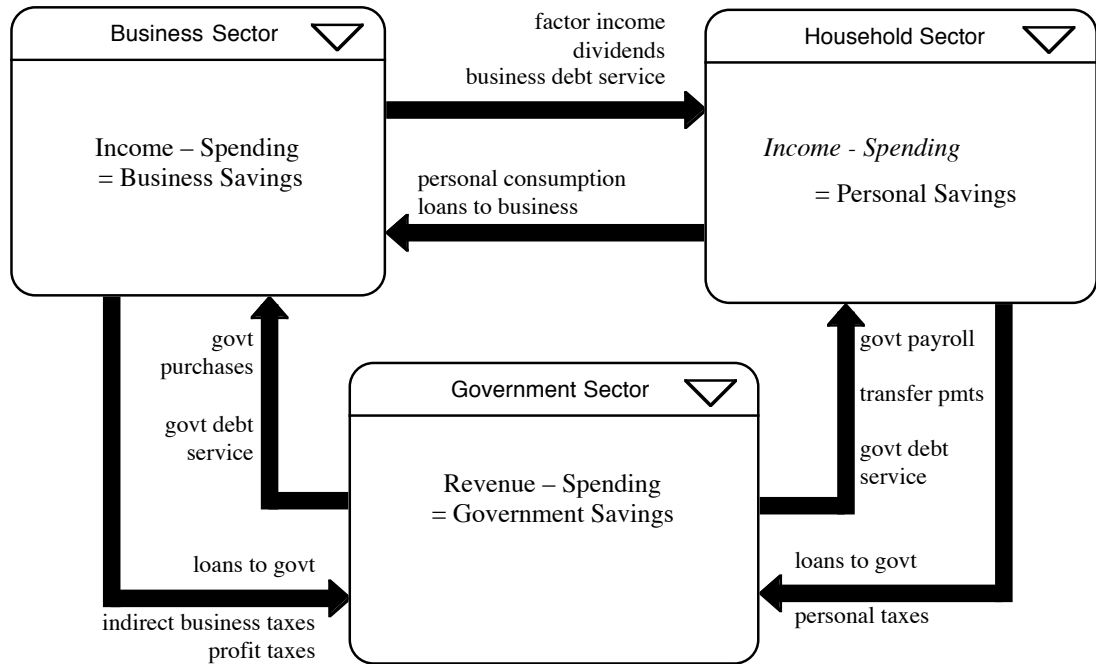 Business Sector
Income – Spending
= Business Savings
factor income
dividends
business debt service
Household Sector
Income - Spending
= Personal Savings
personal consumption
loans to business
govt
purchases
govt debt
service
Government Sector
Revenue – Spending
= Government Savings
govt payroll
transfer pmts
govt debt
service
loans to govt
indirect business taxes
profit taxes
loans to govt
personal taxes